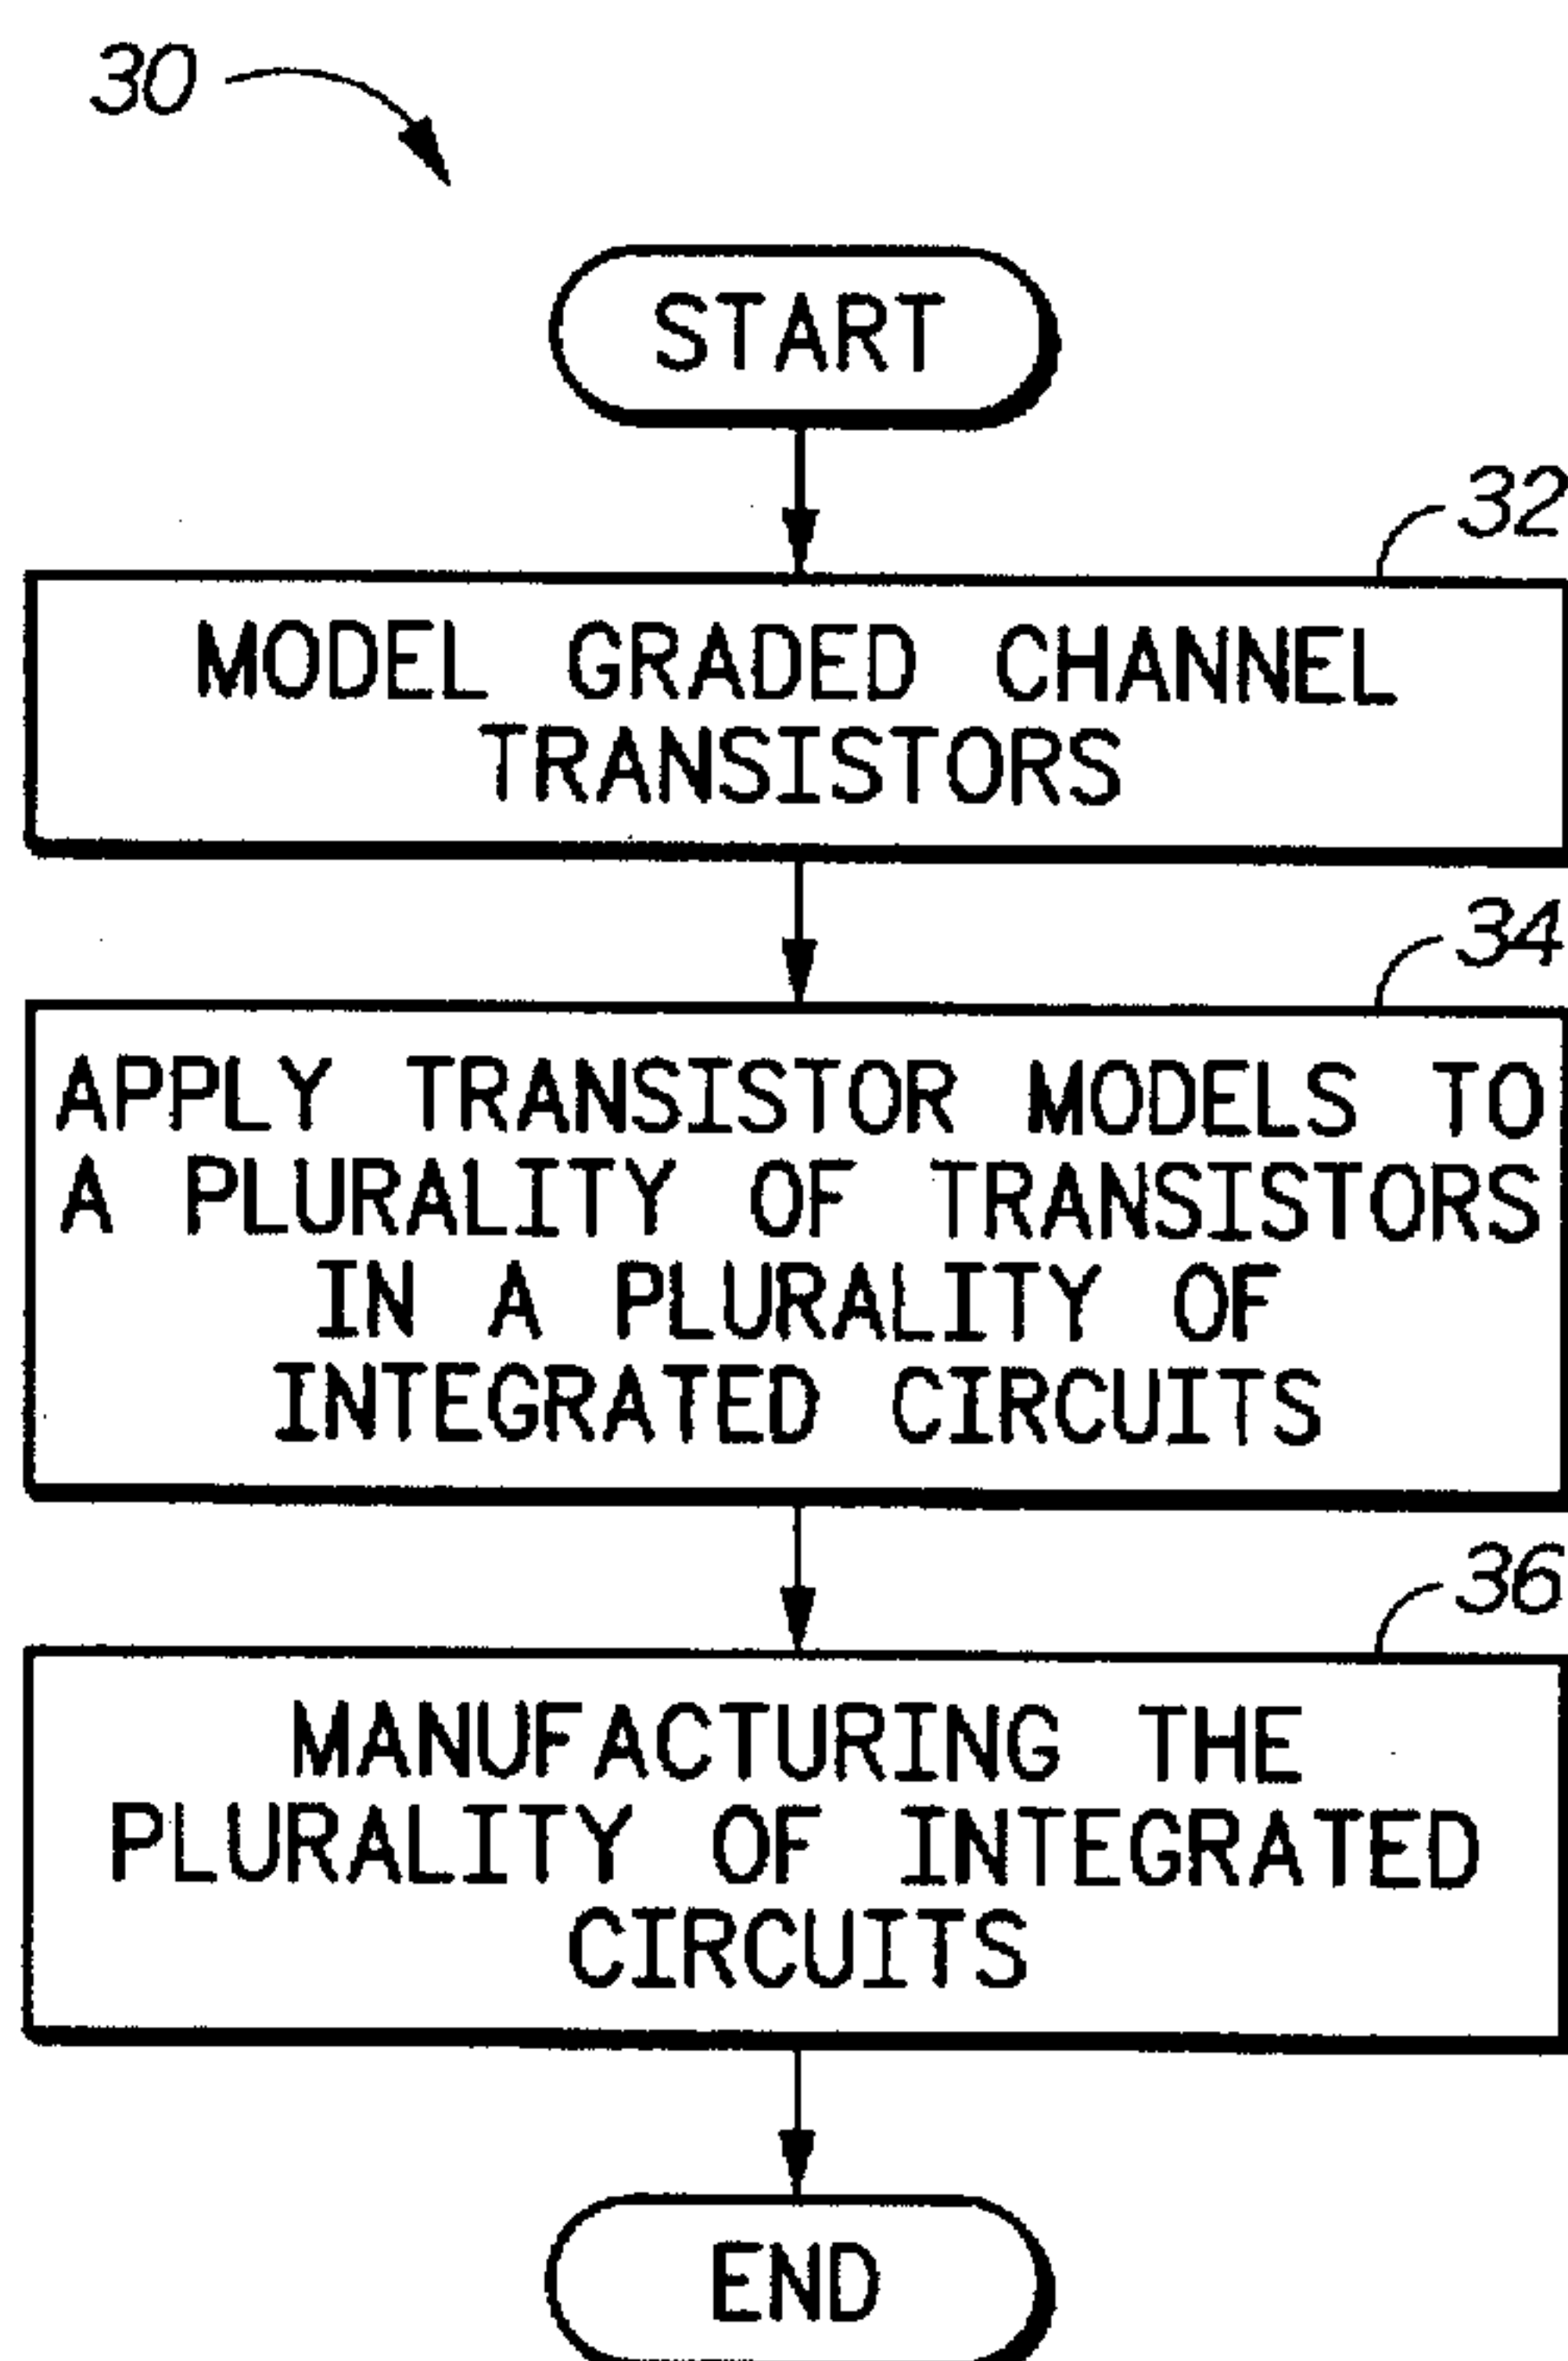 30
START
32
MODEL GRADED CHANNEL
TRANSISTORS
34
APPLY TRANSISTOR MODELS TO
A PLURALITY OF TRANSISTORS
IN A PLURALITY OF
INTEGRATED CIRCUITS
36
MANUFACTURING THE
PLURALITY OF INTEGRATED
CIRCUITS
END